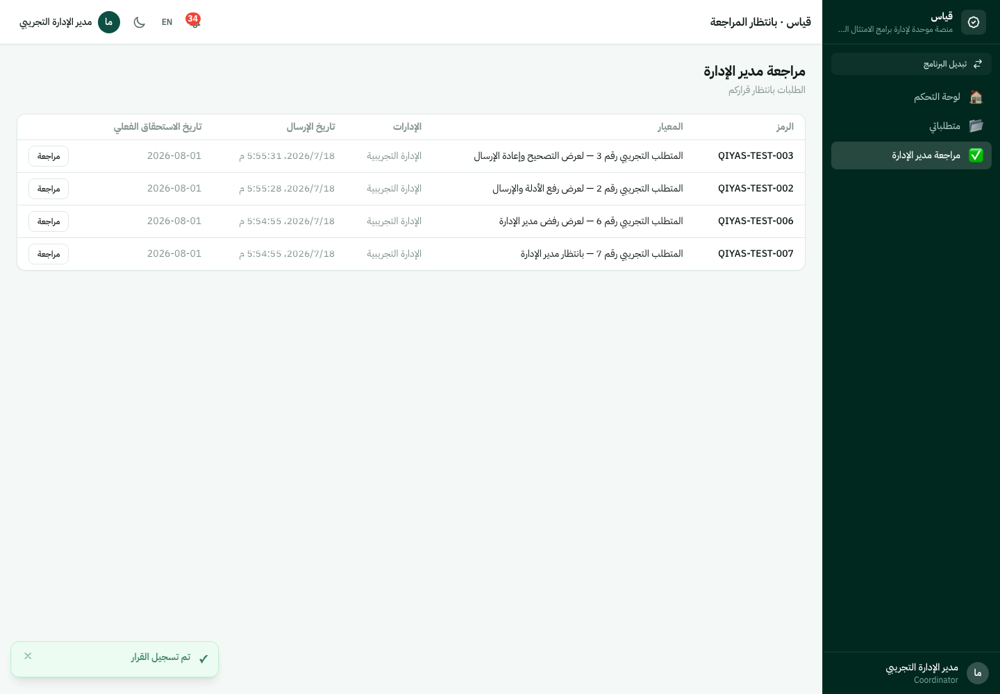 قياس
منصة موحدة لإدارة برامج الامتثال الـ...
تبديل البرنامج
لوحة التحكم
متطلباتي
مراجعة مدير الإدارة
مدير الإدارة التجريبي
Coordinator
ما
قياس · بانتظار المراجعة
34
EN
ما
مدير الإدارة التجريبي
مراجعة مدير الإدارة
الطلبات بانتظار قراركم
الرمز المعيار الإدارات تاريخ الإرسال تاريخ الاستحقاق الفعلي
QIYAS-TEST-003 المتطلب التجريبي رقم 3 — لعرض التصحيح وإعادة الإرسال الإدارة التجريبية 2026/7/18، 5:55:31 م 2026-08-01 مراجعة
QIYAS-TEST-002 المتطلب التجريبي رقم 2 — لعرض رفع الأدلة والإرسال الإدارة التجريبية 2026/7/18، 5:55:28 م 2026-08-01 مراجعة
QIYAS-TEST-006 المتطلب التجريبي رقم 6 — لعرض رفض مدير الإدارة الإدارة التجريبية 2026/7/18، 5:54:55 م 2026-08-01 مراجعة
QIYAS-TEST-007 المتطلب التجريبي رقم 7 — بانتظار مدير الإدارة الإدارة التجريبية 2026/7/18، 5:54:55 م 2026-08-01 مراجعة
تم تسجيل القرار